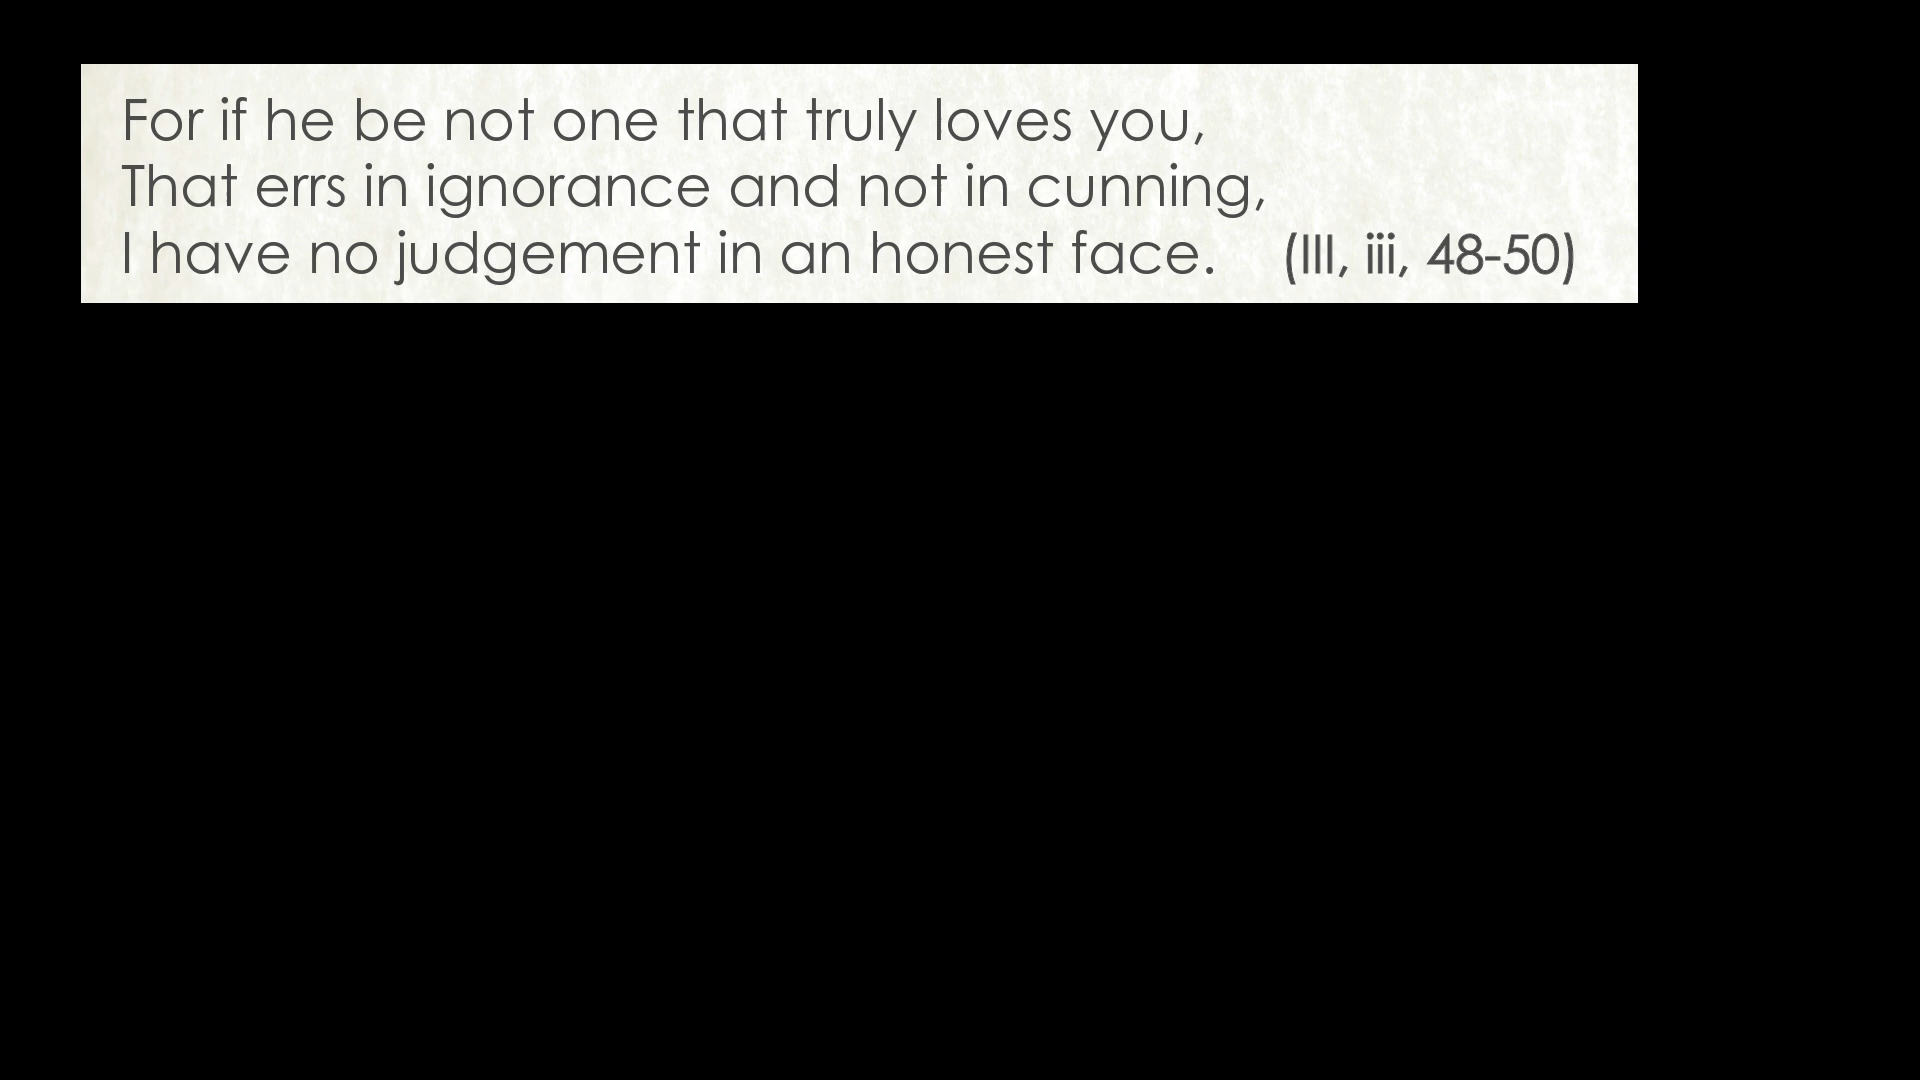 For if he be not one that truly loves you,
That errs in ignorance and not in cunning,
I have no judgement in an honest face. (III, iii, 48-50)